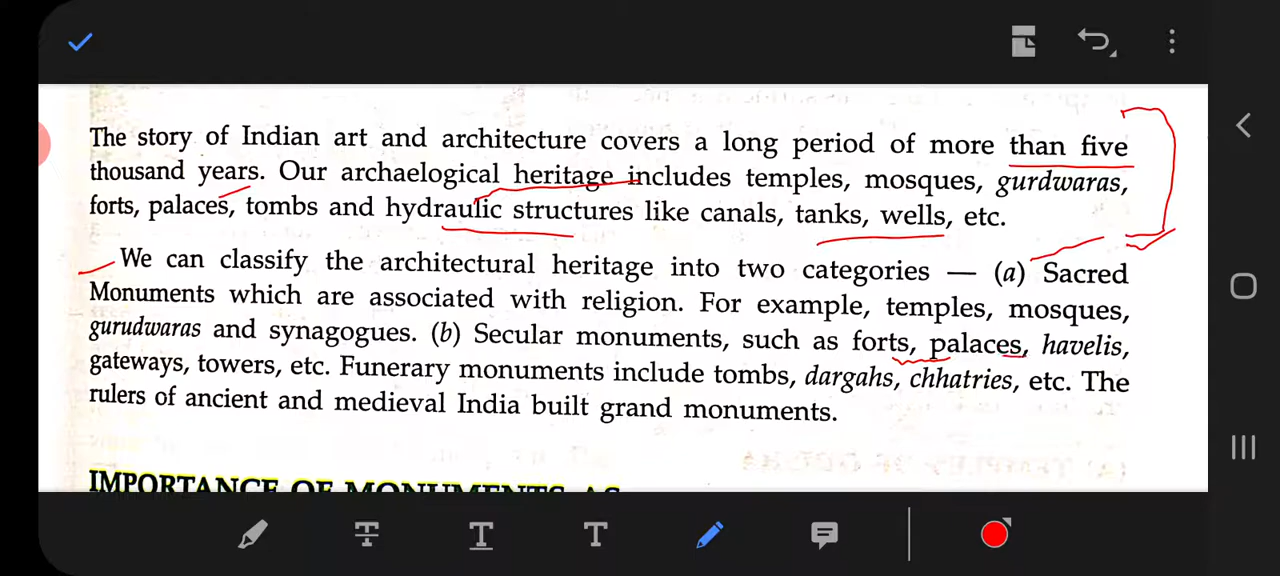 The story of Indian art and architecture covers a long period of more than five
thousand years. Our archaelogical heritage includes temples, mosques, gurdwaras,
forts, palaces, tombs and hydraulic structures like canals, tanks, wells, etc.
We can classify the architectural heritage into two categories — (a) Sacred
Monuments which are associated with religion. For example, temples, mosques,
gurudwaras and synagogues. (b) Secular monuments, such as forts, palaces, havelis,
gateways, towers, etc. Funerary monuments include tombs, dargahs, chhatries, etc. The
rulers of ancient and medieval India built grand monuments.
IMPORTANCE OF MONUMENTS AS